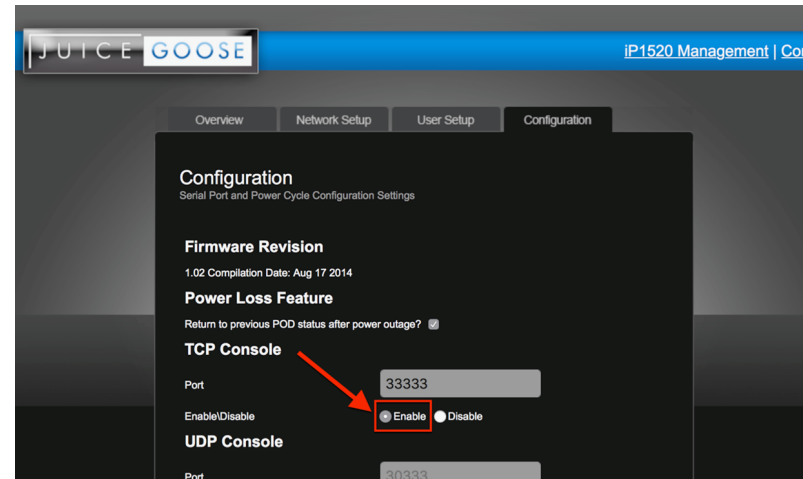 JUICE GOOSE
iP1520 Management | Co
Overview Network Setup User Setup Configuration
Configuration
Serial Port and Power Cycle Configuration Settings
Firmware Revision
1.02 Compilation Date: Aug 17 2014
Power Loss Feature
Return to previous POD status after power outage?
TCP Console
Port 33333
Enable\Disable Enable Disable
UDP Console
Port 30333